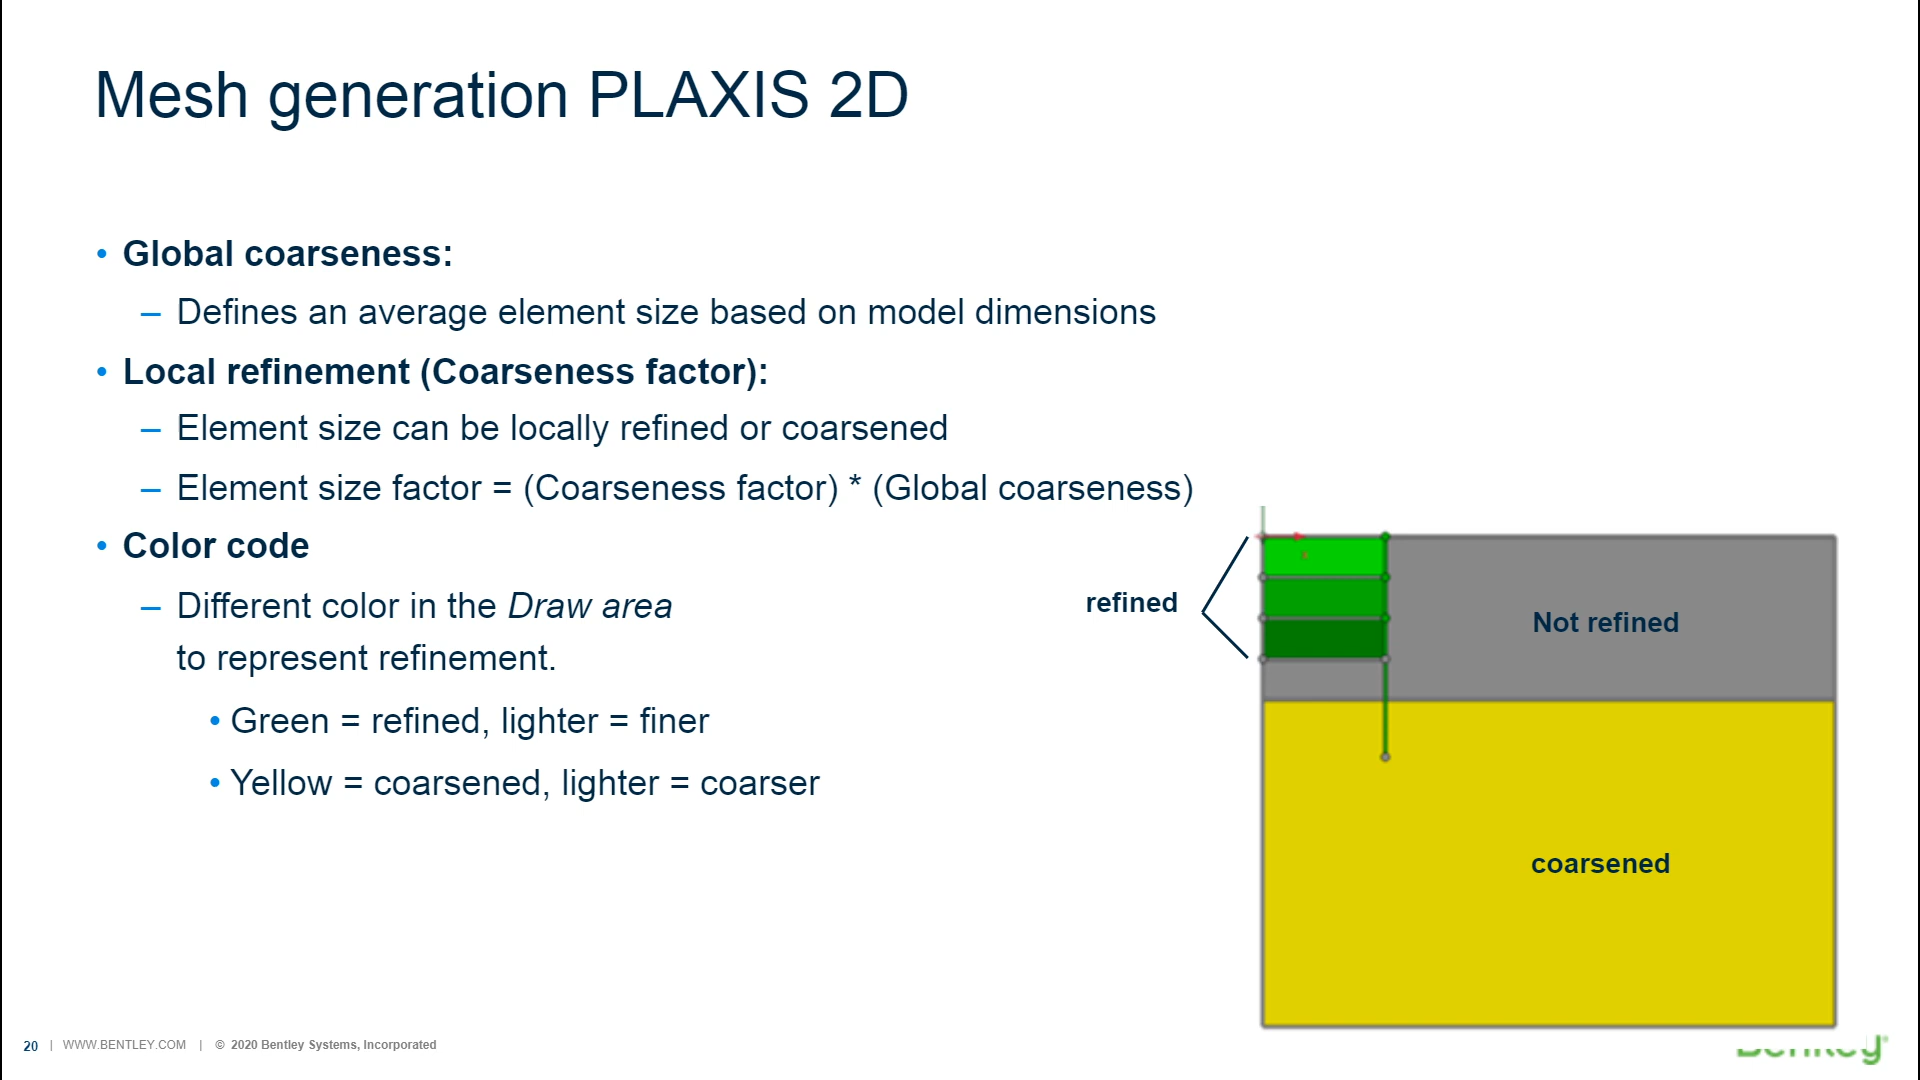 Mesh generation PLAXIS 2D
• Global coarseness:
– Defines an average element size based on model dimensions
• Local refinement (Coarseness factor):
– Element size can be locally refined or coarsened
– Element size factor = (Coarseness factor) * (Global coarseness)
• Color code
– Different color in the Draw area
to represent refinement.
• Green = refined, lighter = finer
• Yellow = coarsened, lighter = coarser
refined
Not refined
coarsened
20 | WWW.BENTLEY.COM | © 2020 Bentley Systems, Incorporated
Bentley